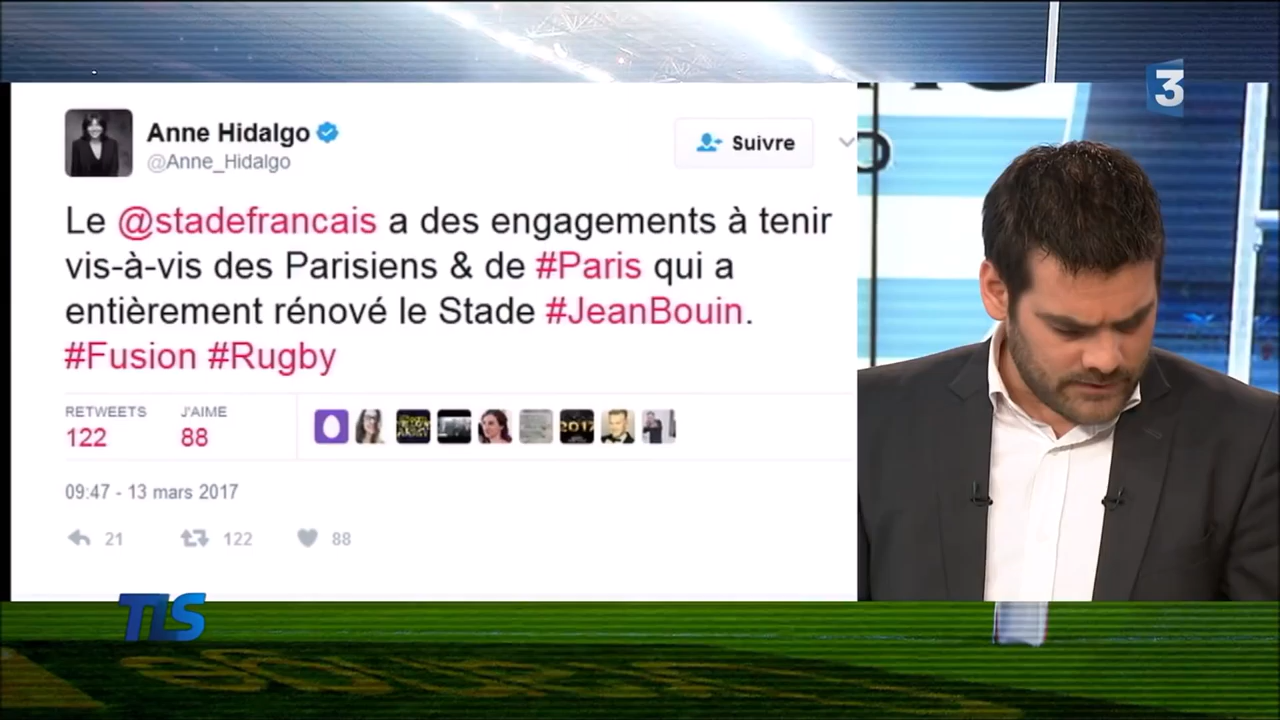 3
Anne Hidalgo
@Anne_Hidalgo
Suivre
Le @stadefrancais a des engagements à tenir
vis-à-vis des Parisiens & de #Paris qui a
entièrement rénové le Stade #JeanBouin.
#Fusion #Rugby
RETWEETS J'AIME
122 88
2017
09:47 - 13 mars 2017
21 122 88
TLS